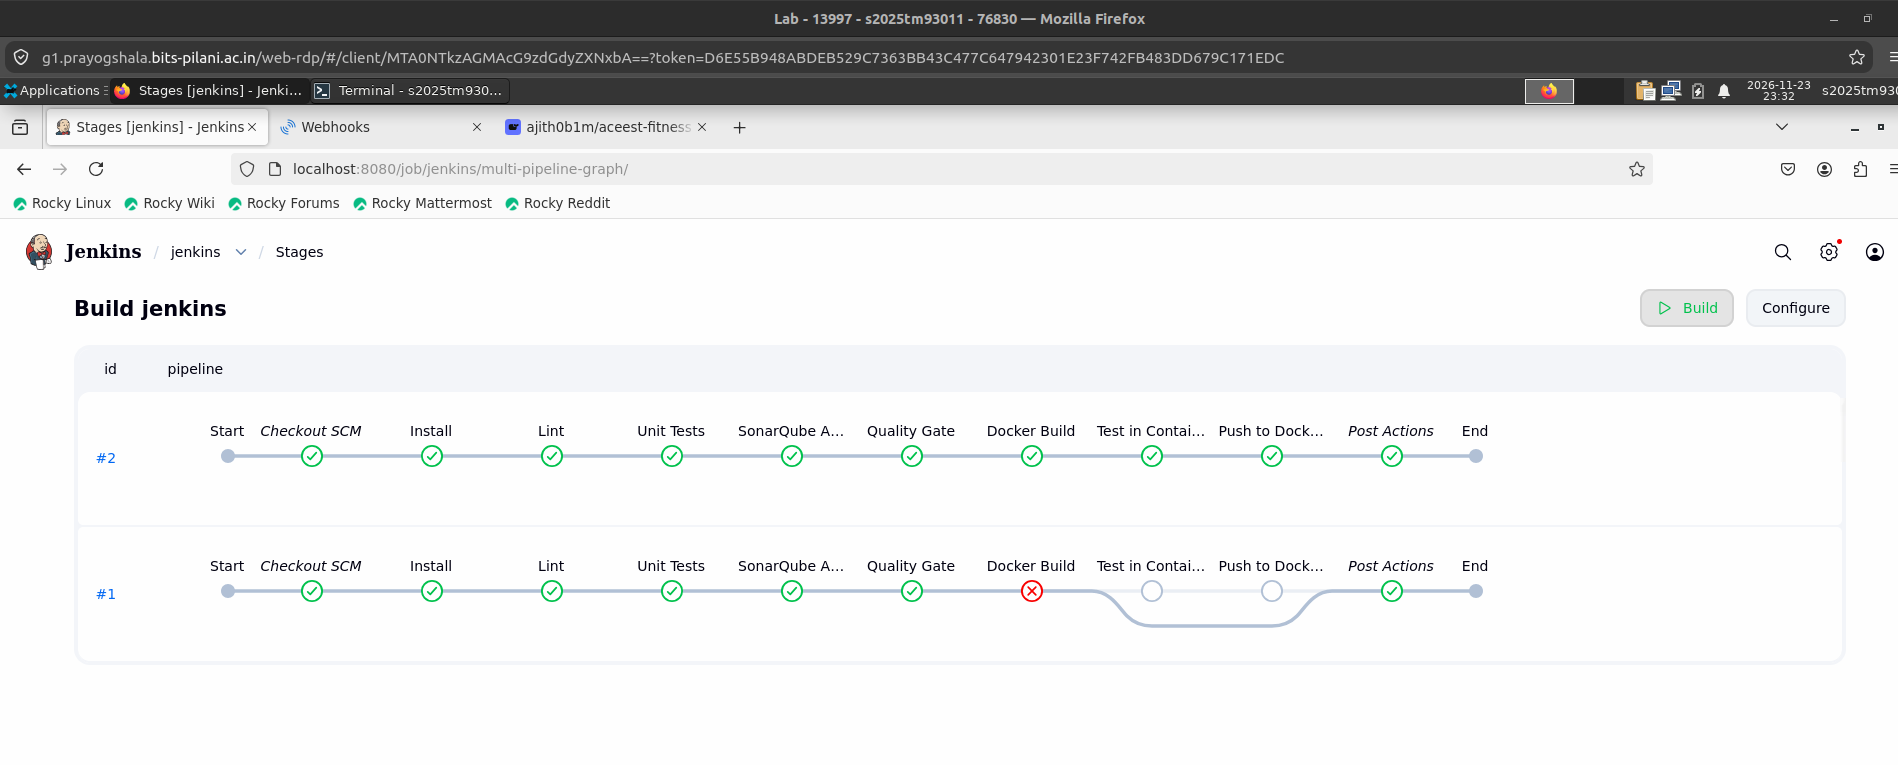 Lab - 13997 - s2025tm93011 - 76830 — Mozilla Firefox
g1.prayogshala.bits-pilani.ac.in/web-rdp/#/client/MTA0NTkzAGMAcG9zdGdyZXNxbA==?token=D6E55B948ABDEB529C7363BB43C477C647942301E23F742FB483DD679C171EDC
Applications Stages [jenkins] - Jenki... Terminal - s2025tm930... 2026-11-23 s2025tm930
23:32
Stages [jenkins] - Jenkins Webhooks ajith0b1m/aceest-fitness
localhost:8080/job/jenkins/multi-pipeline-graph/
Rocky Linux Rocky Wiki Rocky Forums Rocky Mattermost Rocky Reddit
Jenkins / jenkins / Stages
Build jenkins Build Configure
id pipeline
Start Checkout SCM Install Lint Unit Tests SonarQube A... Quality Gate Docker Build Test in Contai... Push to Dock... Post Actions End
#2
Start Checkout SCM Install Lint Unit Tests SonarQube A... Quality Gate Docker Build Test in Contai... Push to Dock... Post Actions End
#1